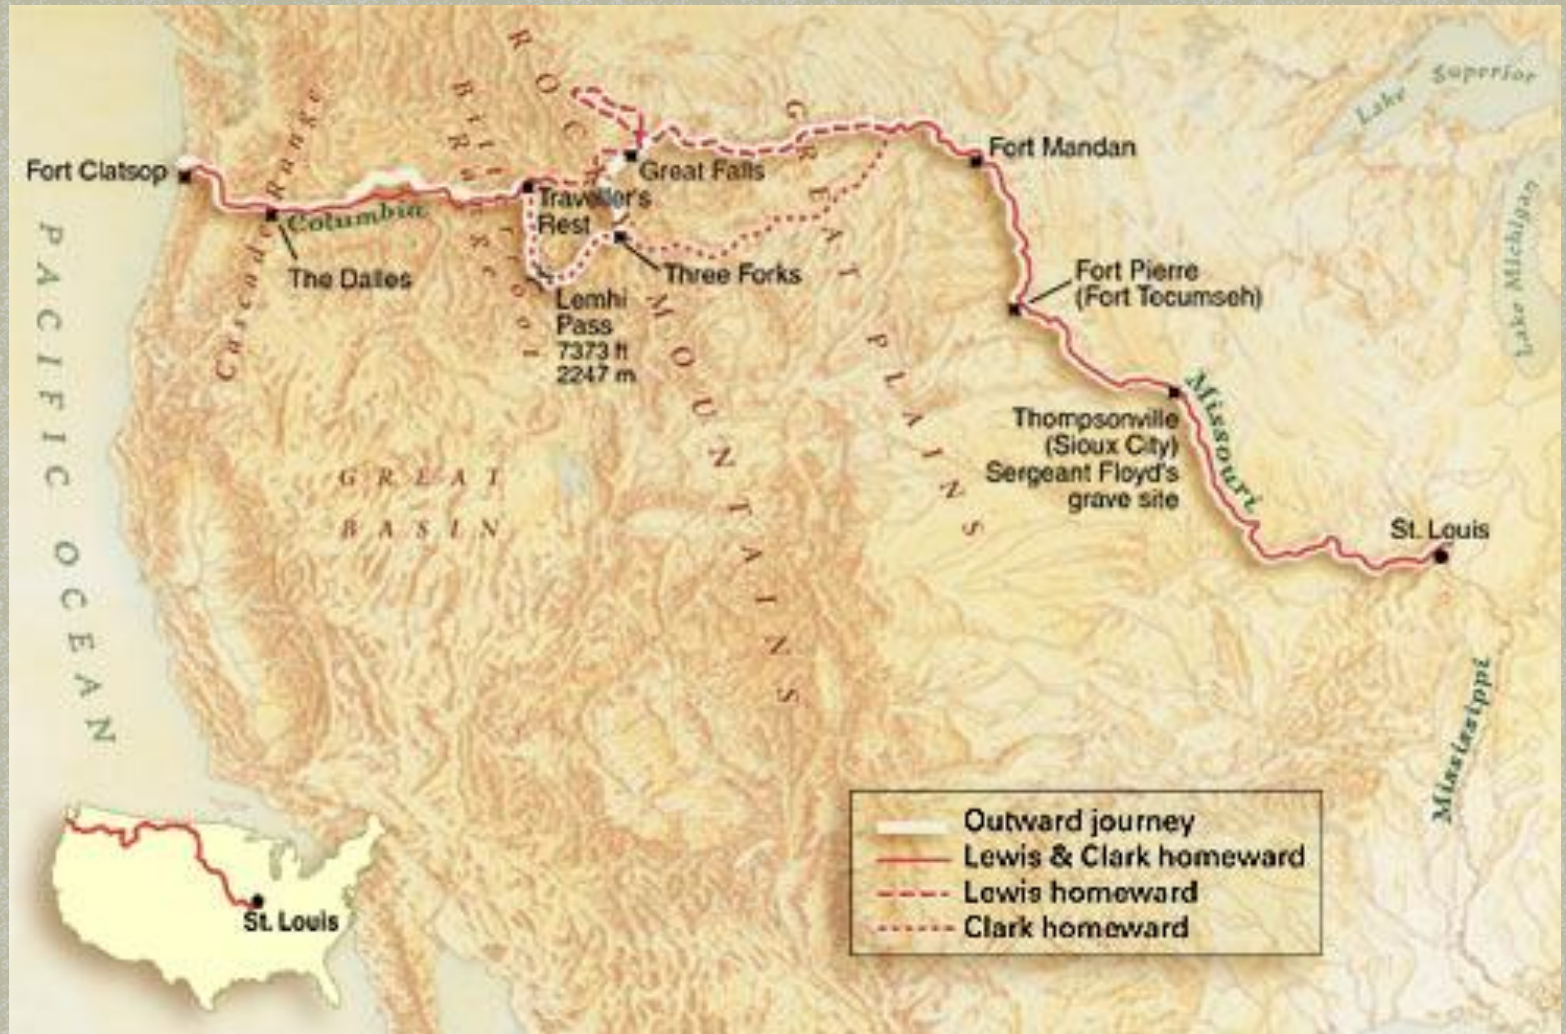 ROCKY
MOUNTAINS
Bitterroot
Ra nge
Cascade Range
GREAT
PLAINS
Lake Superior
Lake Michigan
Fort Clatsop
Columbia
The Dalles
Traveller's
Rest
Great Falls
Three Forks
Lemhi
Pass
7373 ft
2247 m
Fort Mandan
Fort Pierre
(Fort Tecumseh)
Missouri
Thompsonville
(Sioux City)
Sergeant Floyd's
grave site
St. Louis
Mississippi
PACIFIC OCEAN
GREAT
BASIN
Outward journey
Lewis & Clark homeward
Lewis homeward
Clark homeward
St. Louis